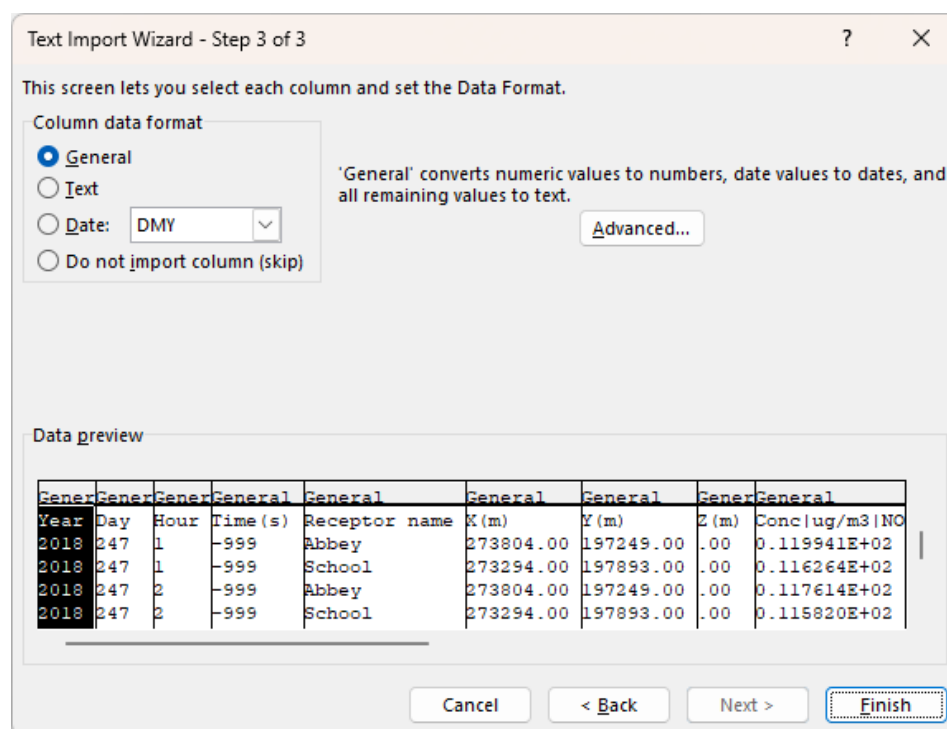 Text Import Wizard - Step 3 of 3 ? ×
This screen lets you select each column and set the Data Format.
Column data format
General
Text
Date: DMY
Do not import column (skip)
'General' converts numeric values to numbers, date values to dates, and
all remaining values to text.
Advanced...
Data preview
Gener Gener Gener General General General General Gener General
Year Day Hour Time(s) Receptor name X(m) Y(m) Z(m) Conc|ug/m3|NO
2018 247 1 -999 Abbey 273804.00 197249.00 .00 0.119941E+02
2018 247 1 -999 School 273294.00 197893.00 .00 0.116264E+02
2018 247 2 -999 Abbey 273804.00 197249.00 .00 0.117614E+02
2018 247 2 -999 School 273294.00 197893.00 .00 0.115820E+02
Cancel < Back Next > Finish